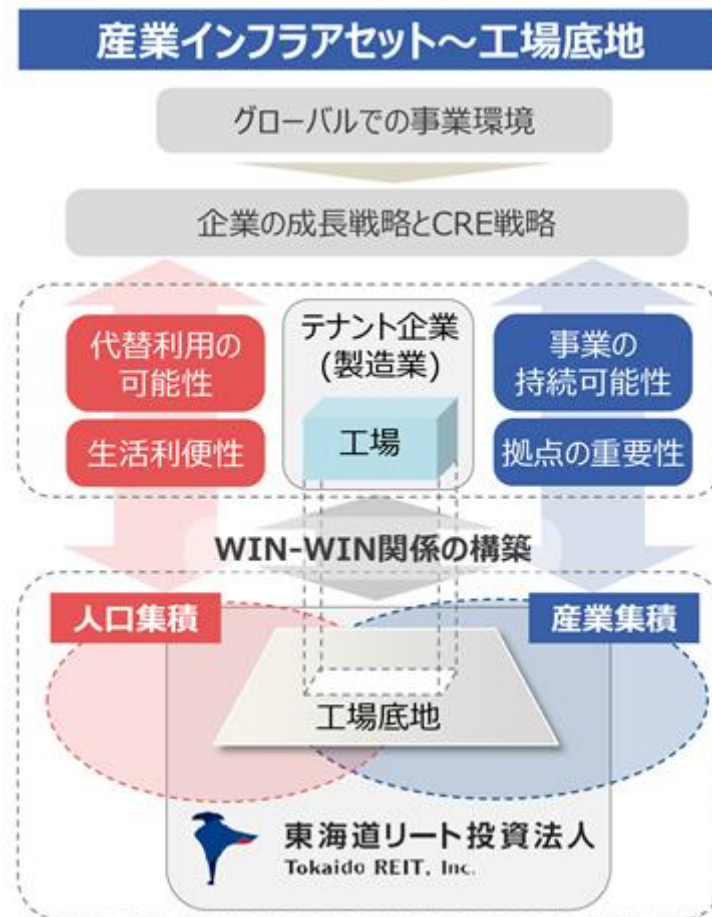 産業インフラアセット～工場底地
グローバルでの事業環境
企業の成長戦略とCRE戦略
代替利用の
可能性
生活利便性
テナント企業
(製造業)
工場
事業の
持続可能性
拠点の重要性
WIN-WIN関係の構築
人口集積
産業集積
工場底地
東海道リート投資法人
Tokaido REIT, Inc.